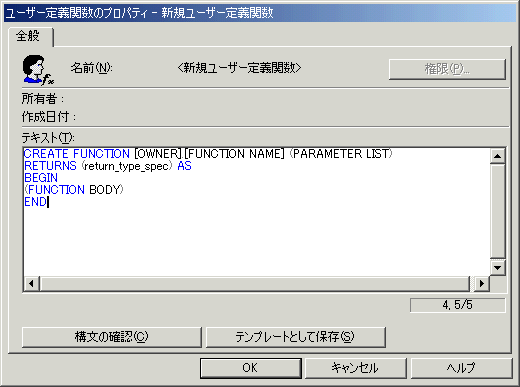 ユーザー定義関数のプロパティ - 新規ユーザー定義関数
全般
名前(N): <新規ユーザー定義関数> 権限(P)...
所有者 :
作成日付 :
テキスト(T):
CREATE FUNCTION [OWNER].[FUNCTION NAME] (PARAMETER LIST)
RETURNS (return_type_spec) AS
BEGIN
(FUNCTION BODY)
END
4, 5/5
構文の確認(C) テンプレートとして保存(S)
OK キャンセル ヘルプ